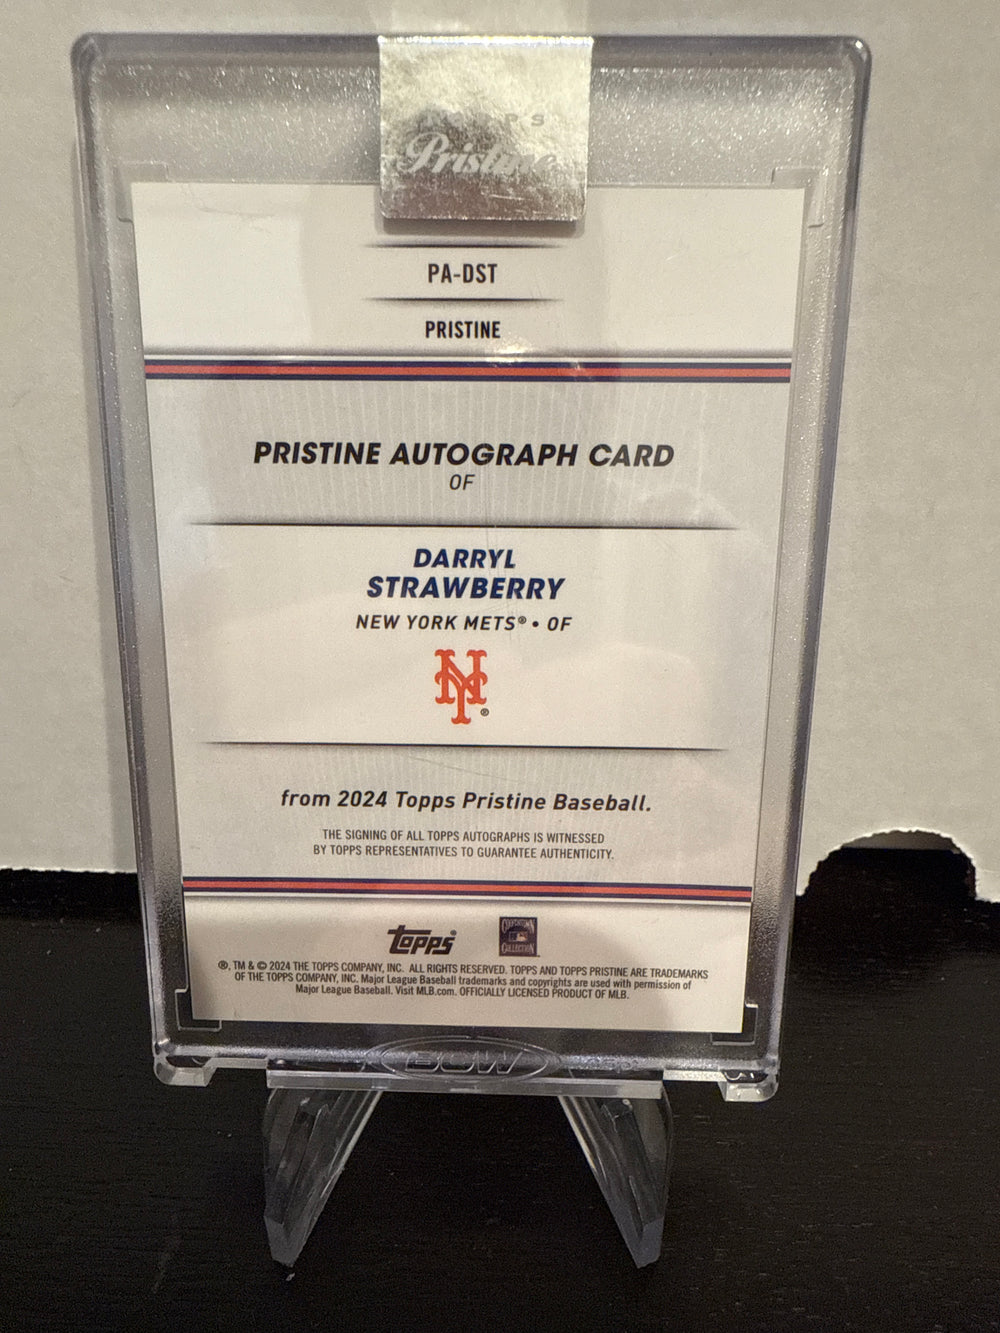 TOPPS
Pristine
PA-DST
PRISTINE
PRISTINE AUTOGRAPH CARD
OF
DARRYL
STRAWBERRY
NEW YORK METS® • OF
NY
®
from 2024 Topps Pristine Baseball.
THE SIGNING OF ALL TOPPS AUTOGRAPHS IS WITNESSED
BY TOPPS REPRESENTATIVES TO GUARANTEE AUTHENTICITY.
topps®
COOPERSTOWN
COLLECTION
®, TM & © 2024 THE TOPPS COMPANY, INC. ALL RIGHTS RESERVED. TOPPS AND TOPPS PRISTINE ARE TRADEMARKS
OF THE TOPPS COMPANY, INC. Major League Baseball trademarks and copyrights are used with permission of
Major League Baseball. Visit MLB.com. OFFICIALLY LICENSED PRODUCT OF MLB.
BCW